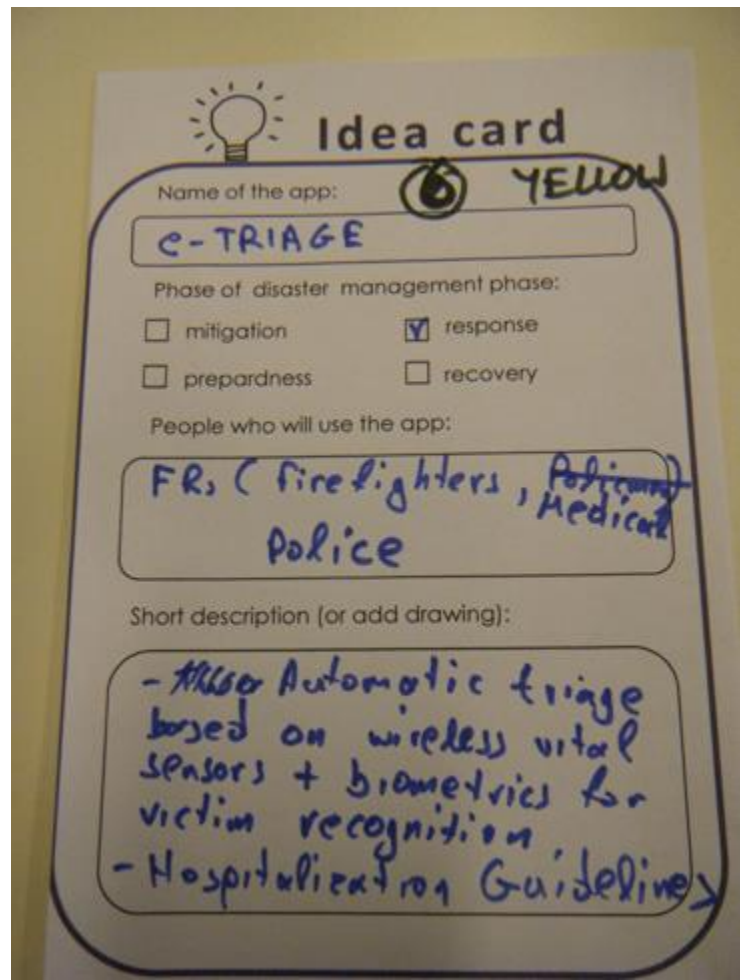 Idea card
Name of the app: 6 YELLOW
e-TRIAGE
Phase of disaster management phase:
mitigation response
prepardness recovery
People who will use the app:
FRs (firefighters, Policemen)
Medical
Police
Short description (or add drawing):
- Automatic triage
based on wireless vital
sensors + biometrics for
victim recognition
- Hospitalization Guidelines